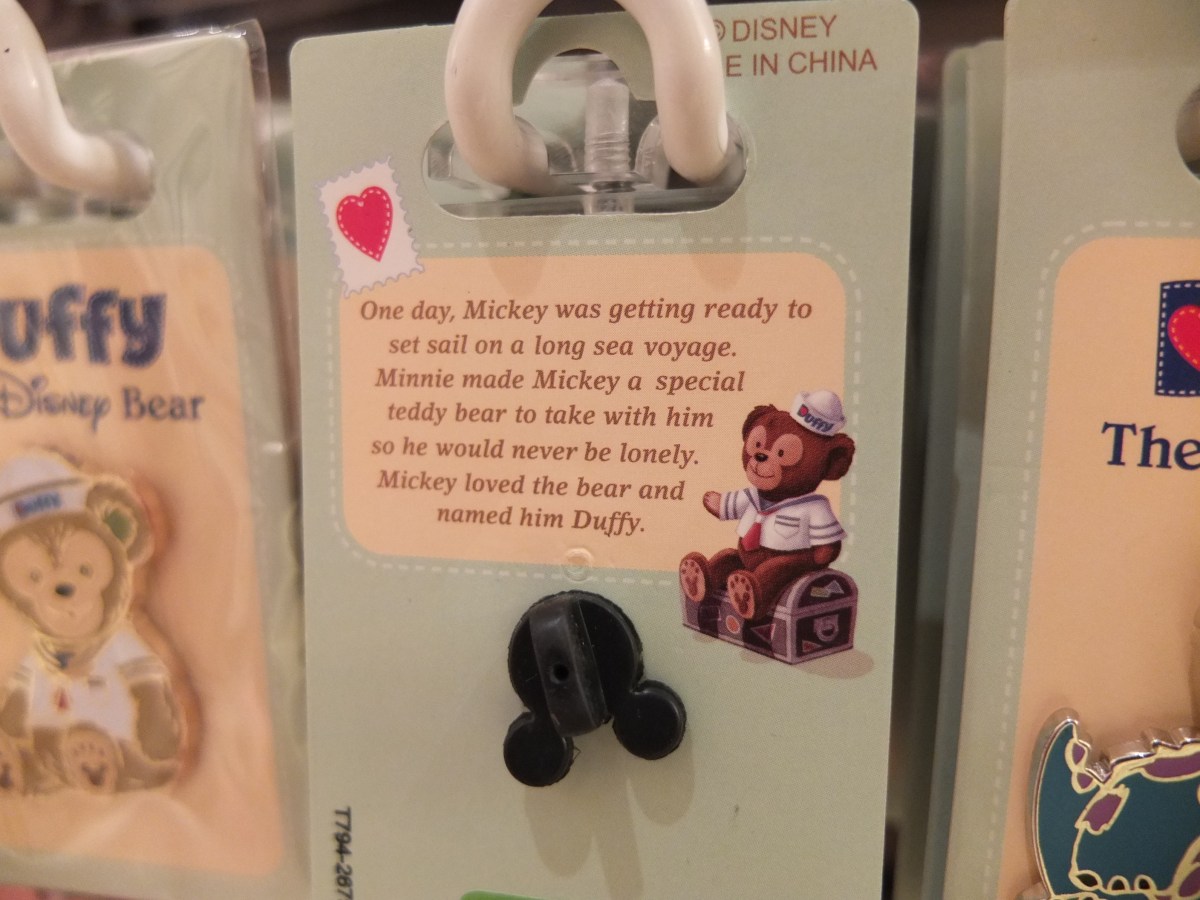 © DISNEY
E IN CHINA
One day, Mickey was getting ready to
set sail on a long sea voyage.
Minnie made Mickey a special
teddy bear to take with him
so he would never be lonely.
Mickey loved the bear and
named him Duffy.
Duffy
T794-267
uffy
Disney Bear
Duffy
The